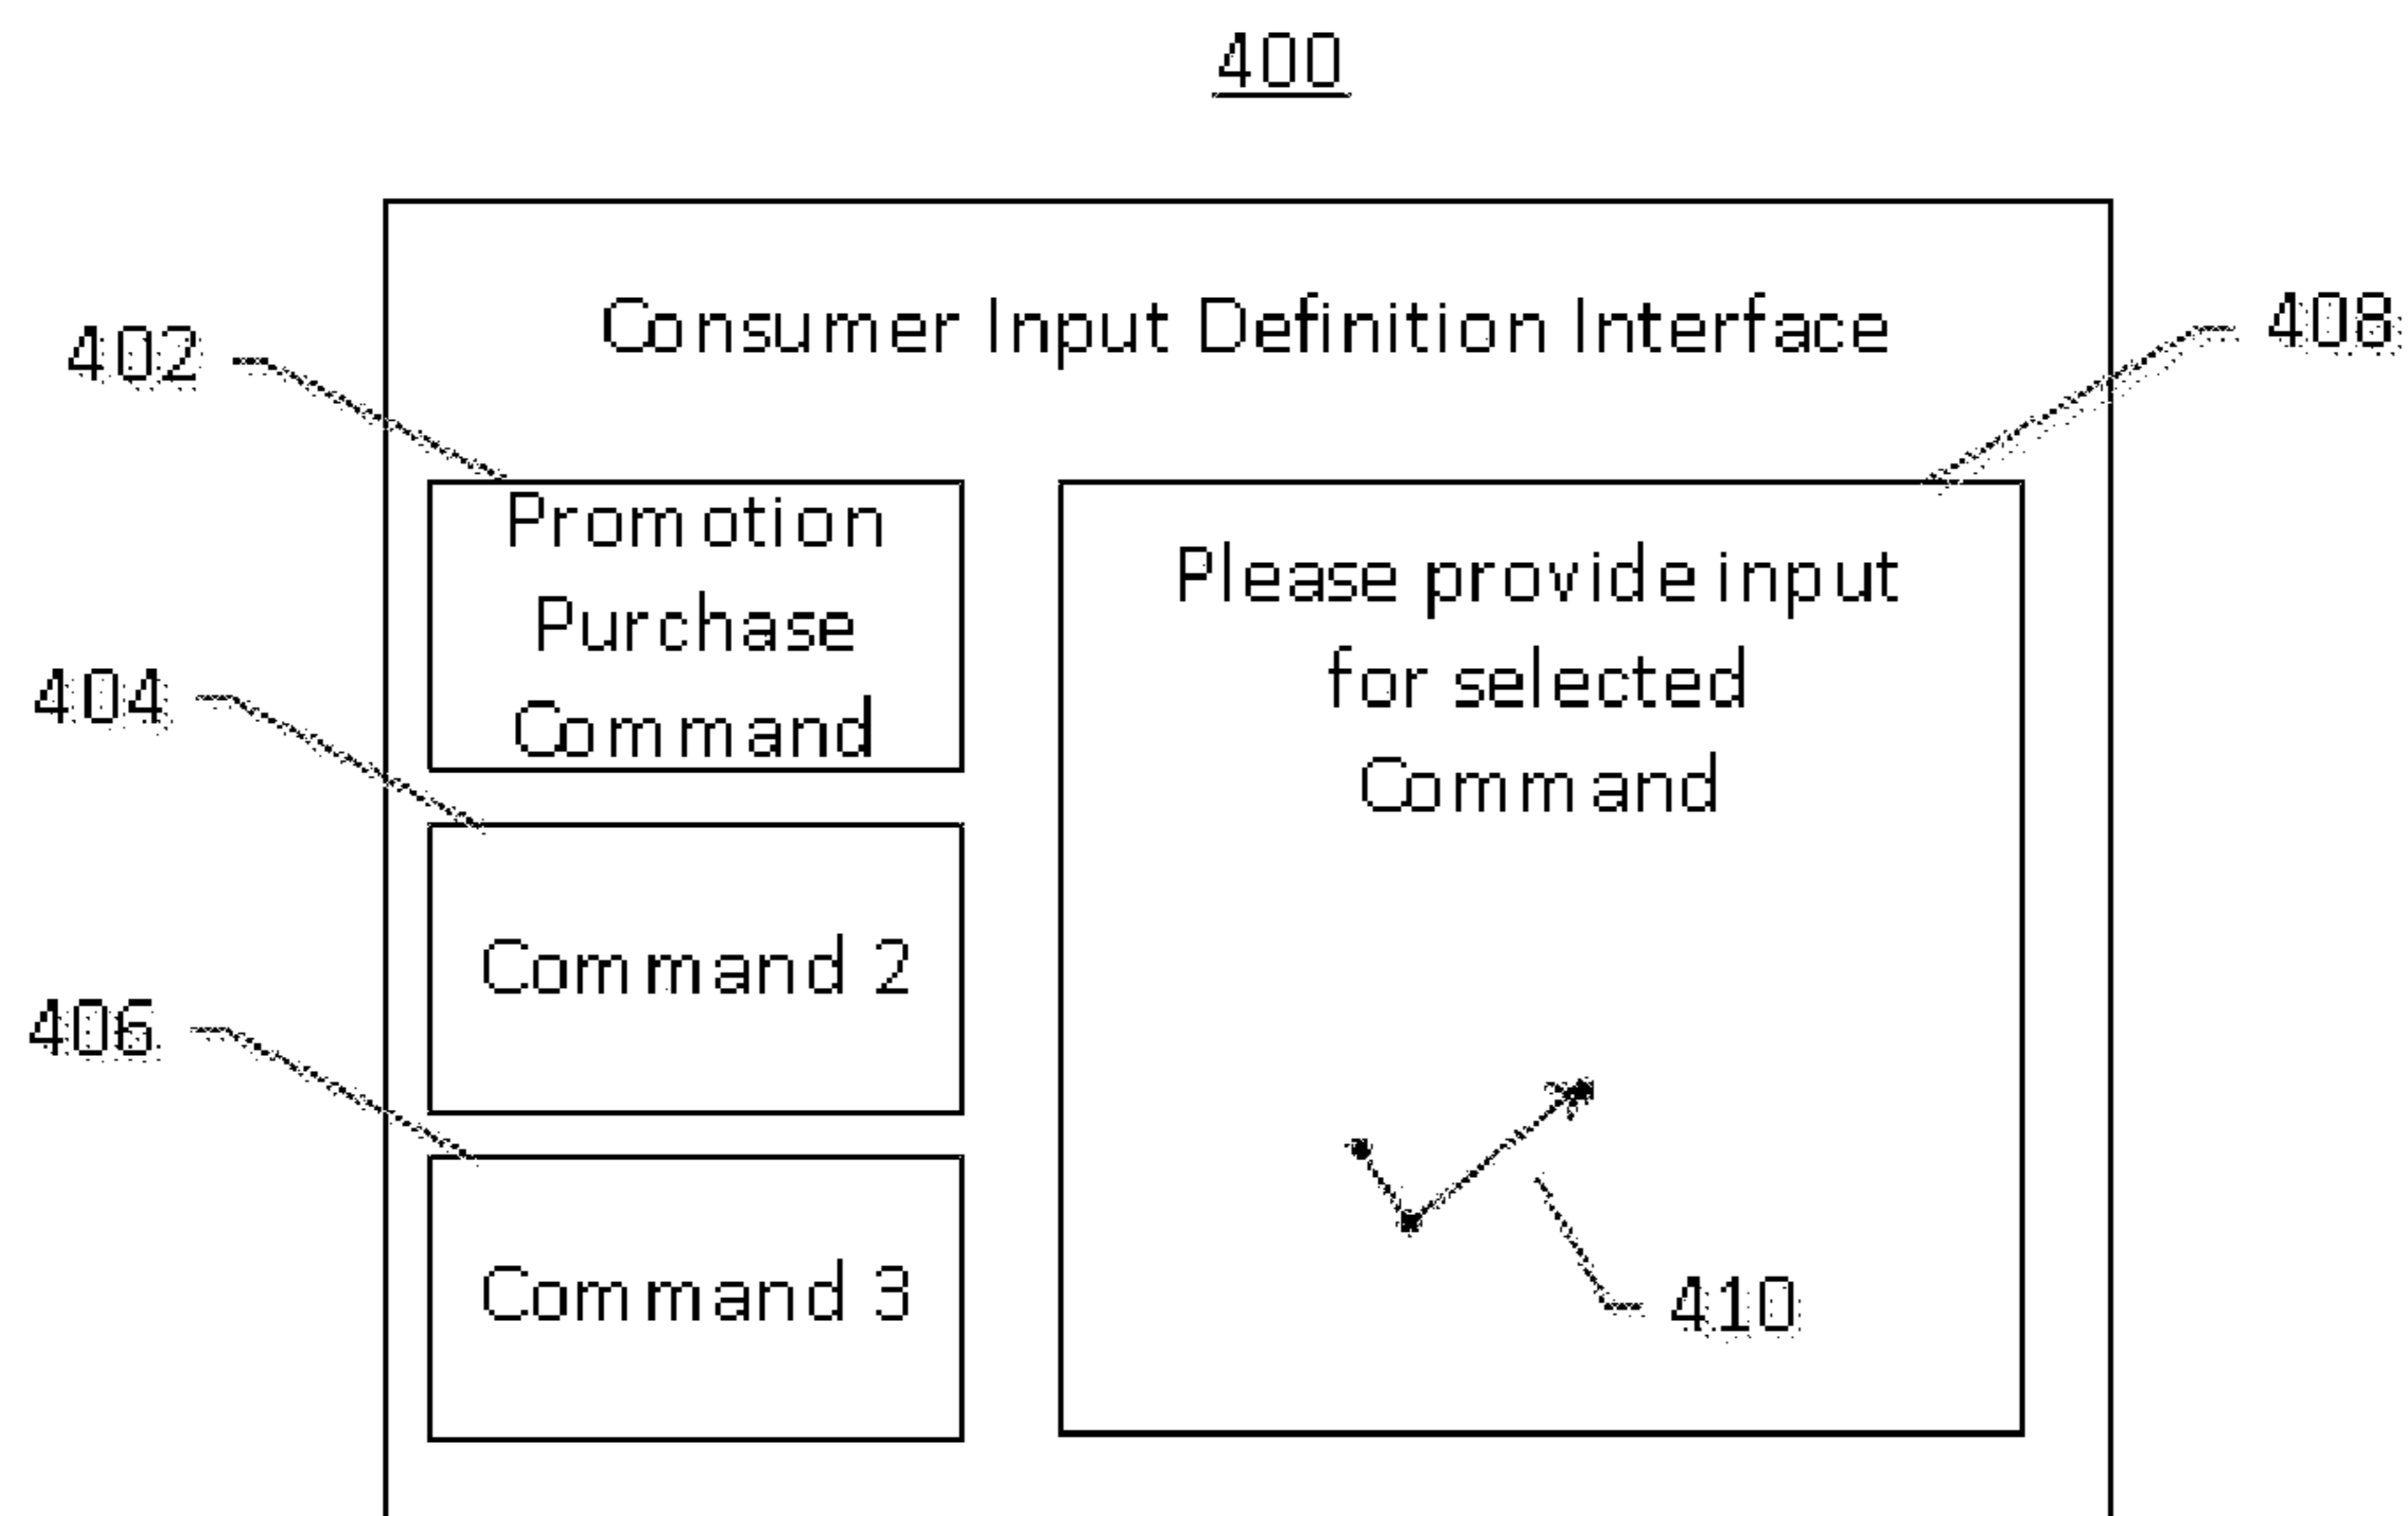 400
Consumer Input Definition Interface
402
408
Promotion
Purchase
Command
Please provide input
for selected
Command
404
Command 2
406
Command 3
410